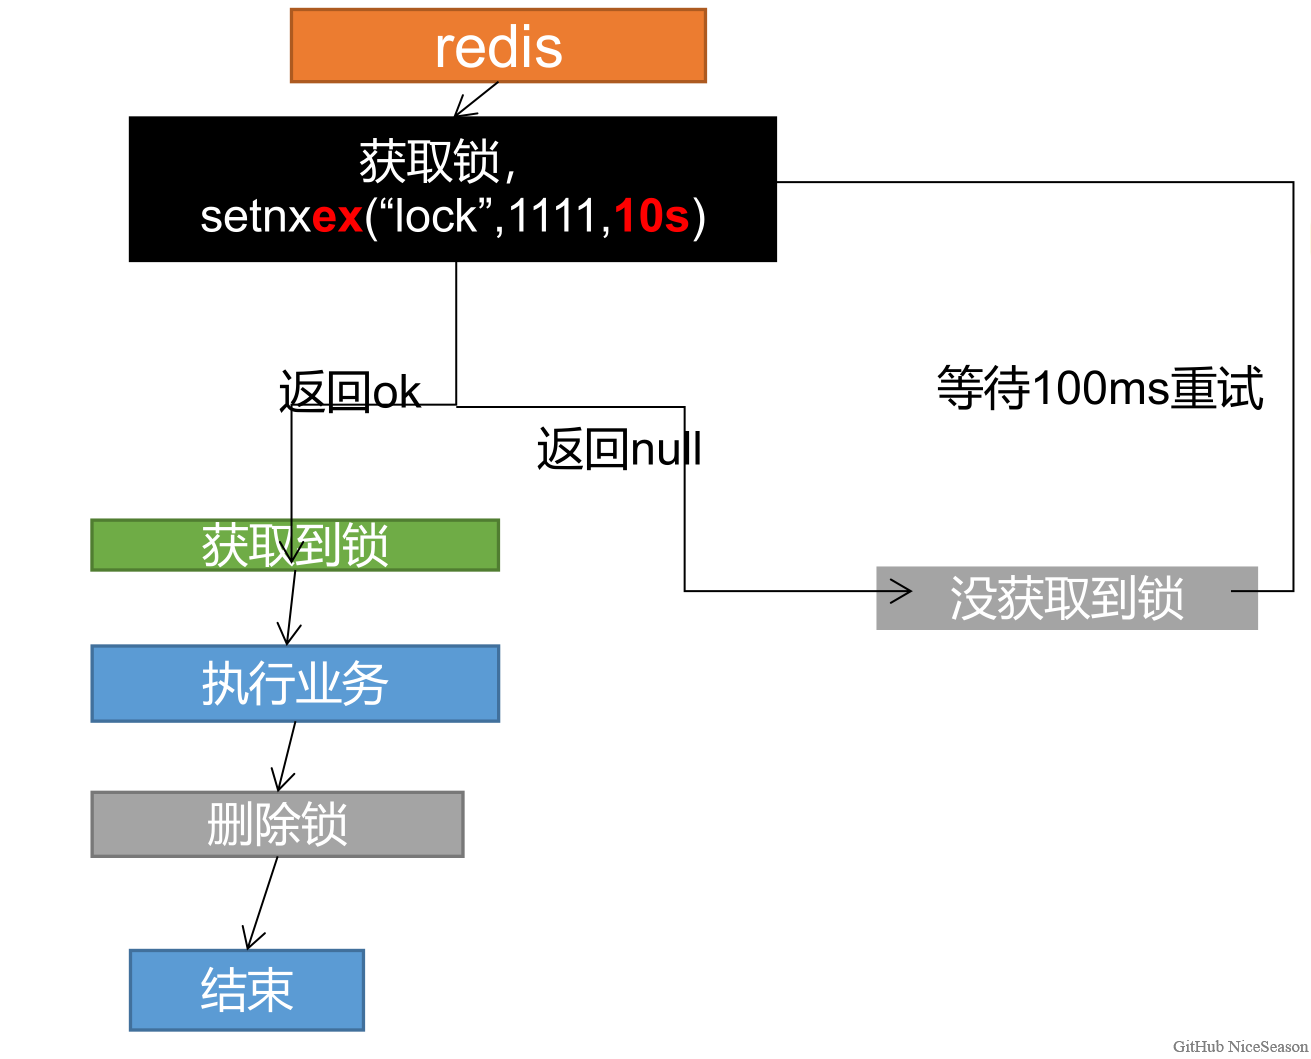 redis
获取锁，
setnxex(“lock”,1111,10s)
返回ok
等待100ms重试
返回null
获取到锁
没获取到锁
执行业务
删除锁
结束
GitHub NiceSeason